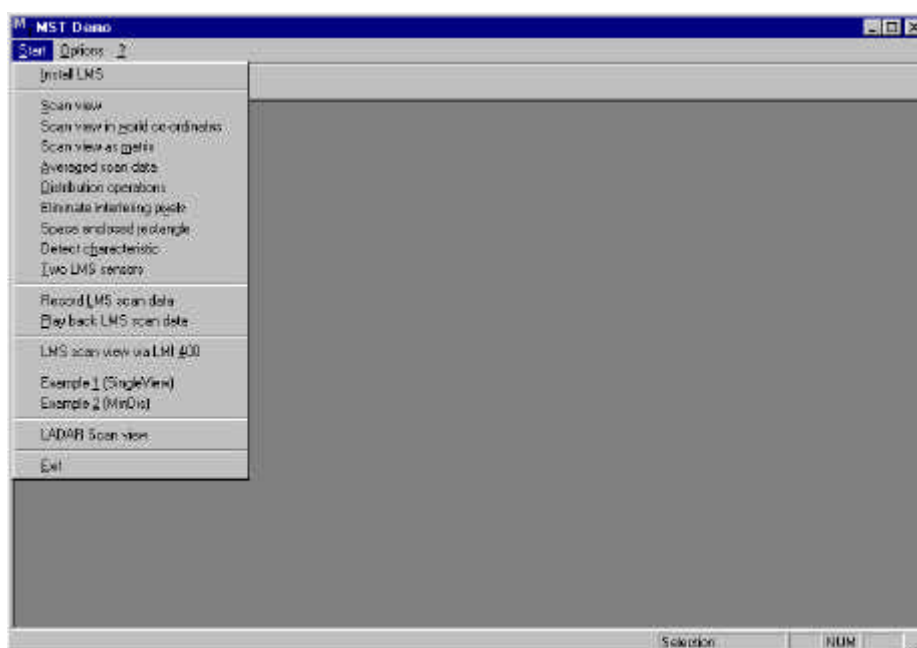 MST Demo
Start Options ?
Install LMS
Scan view
Scan view in world co-ordinates
Scan view as matrix
Averaged scan data
Distribution operations
Eliminate interfering pixels
Space enclosed rectangle
Detect characteristic
Two LMS sensors
Record LMS scan data
Play back LMS scan data
LMS scan view via LMI 400
Example 1 (SingleView)
Example 2 (MinDis)
LADAR Scan view
Exit
Selection NUM